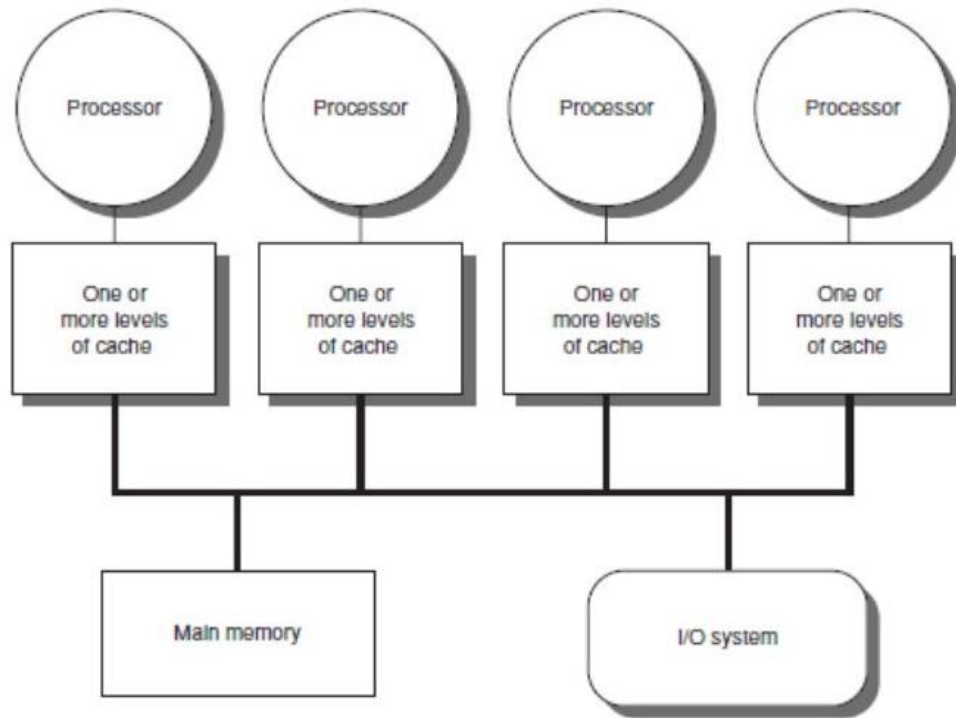 Processor
Processor
Processor
Processor
One or
more levels
of cache
One or
more levels
of cache
One or
more levels
of cache
One or
more levels
of cache
Main memory
I/O system